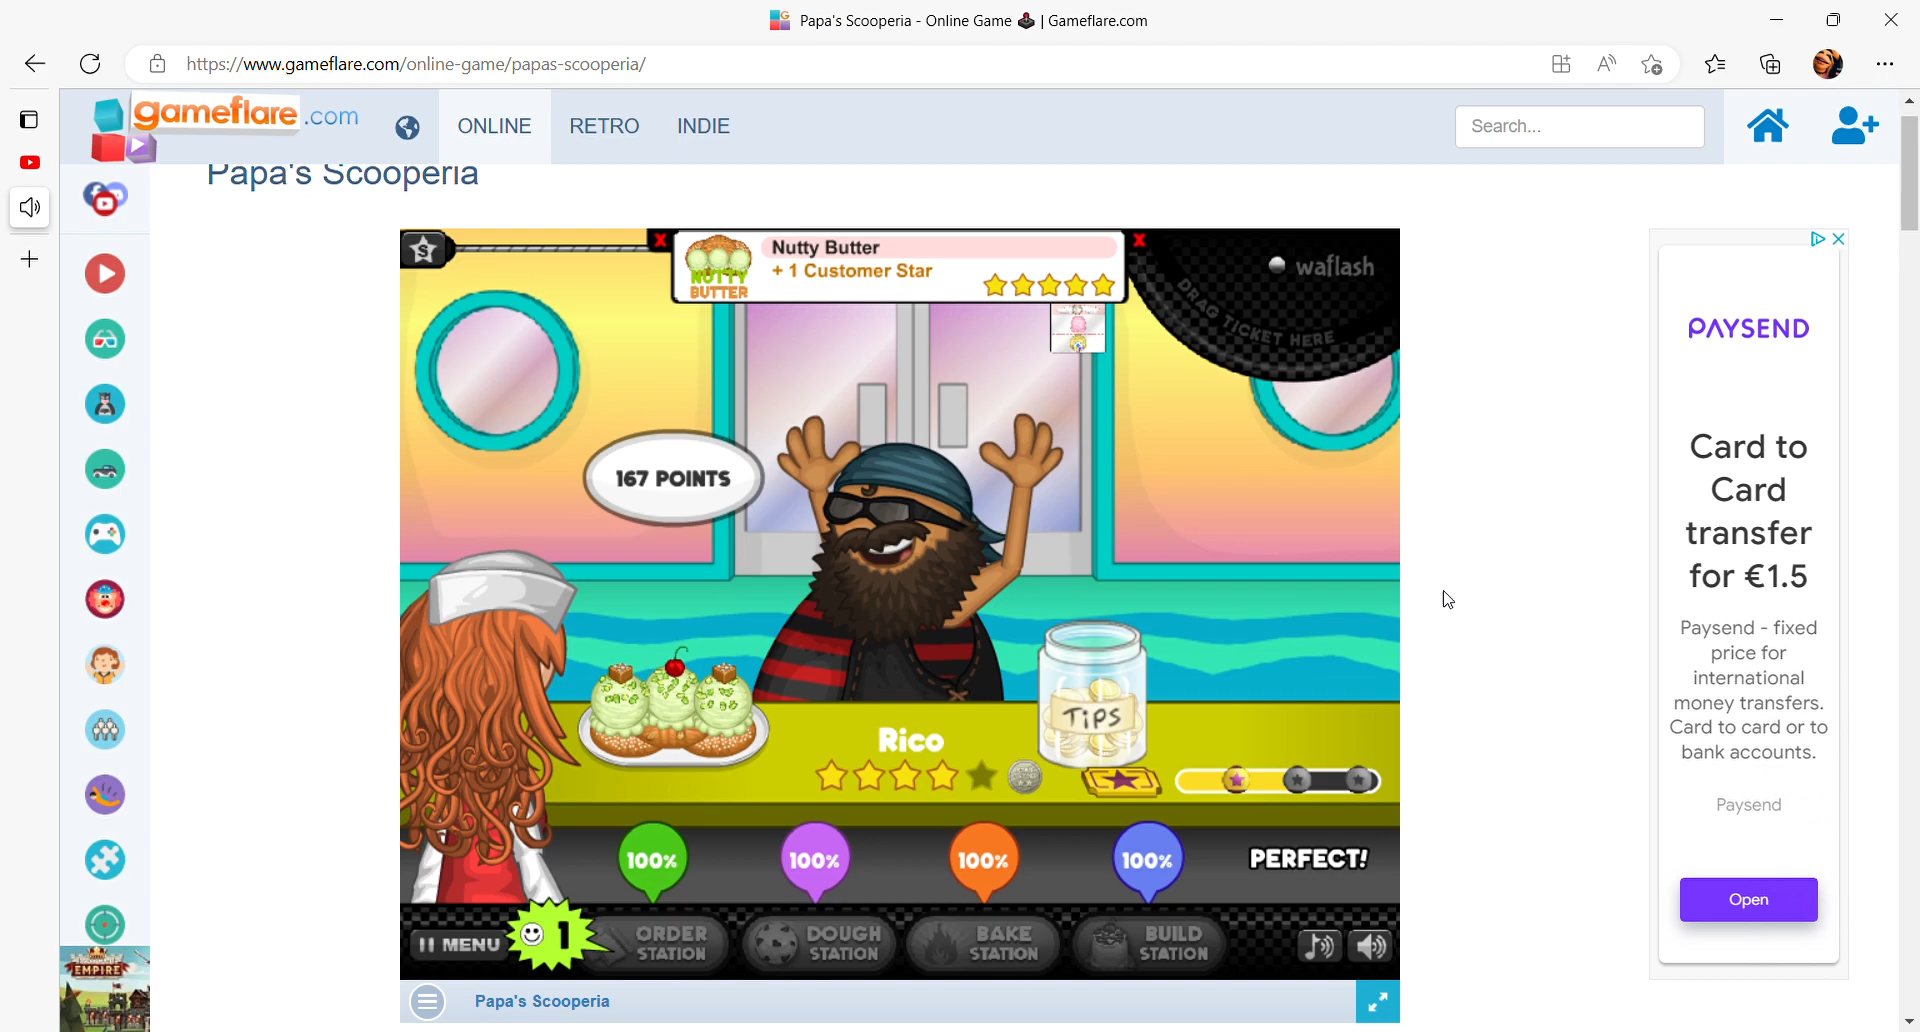 Papa's Scooperia - Online Game 🕹️ | Gameflare.com
https://www.gameflare.com/online-game/papas-scooperia/
gameflare.com
ONLINE
RETRO
INDIE
Search...
Papa's Scooperia
S
x
NUTTY
BUTTER
Nutty Butter
+ 1 Customer Star
x
waflash
DRAG TICKET HERE
167 POINTS
TiPS
Rico
100%
100%
100%
100%
PERFECT!
MENU
1
ORDER
STATION
DOUGH
STATION
BAKE
STATION
BUILD
STATION
Papa's Scooperia
EMPIRE
PAYSEND
Card to
Card
transfer
for €1.5
Paysend - fixed
price for
international
money transfers.
Card to card or to
bank accounts.
Paysend
Open